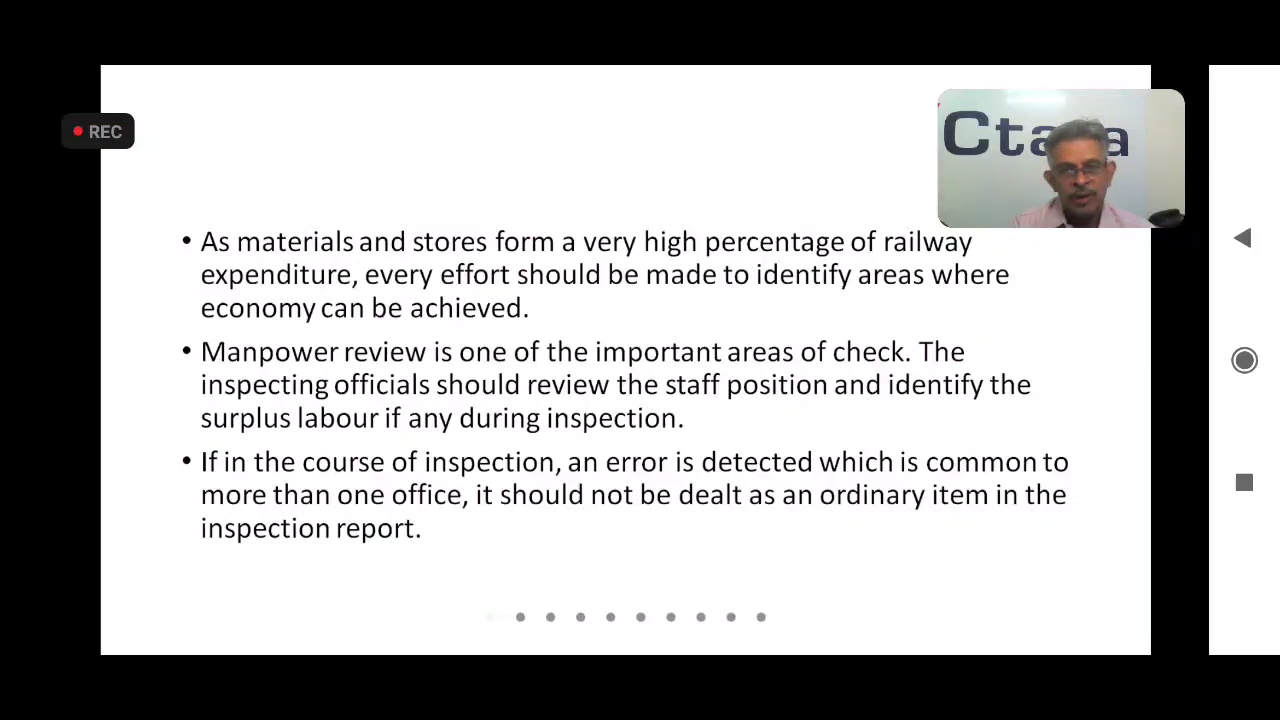 REC
Cta a
• As materials and stores form a very high percentage of railway
expenditure, every effort should be made to identify areas where
economy can be achieved.
• Manpower review is one of the important areas of check. The
inspecting officials should review the staff position and identify the
surplus labour if any during inspection.
• If in the course of inspection, an error is detected which is common to
more than one office, it should not be dealt as an ordinary item in the
inspection report.